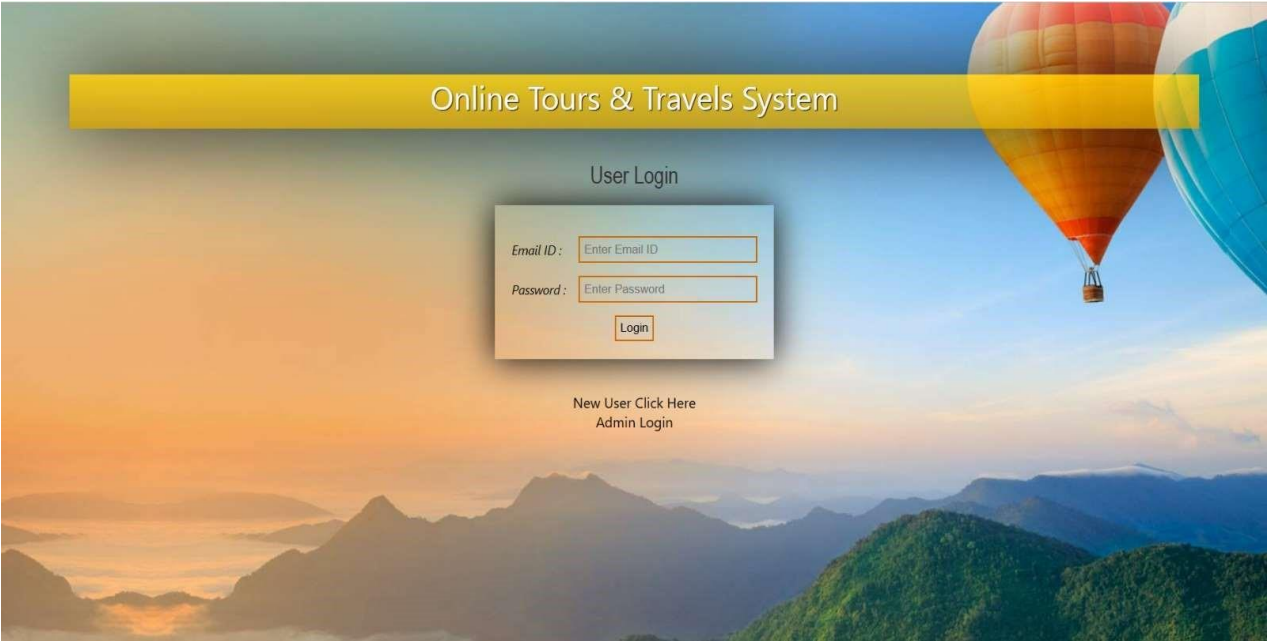 Online Tours & Travels System
User Login
Email ID : Enter Email ID
Password : Enter Password
Login
New User Click Here
Admin Login